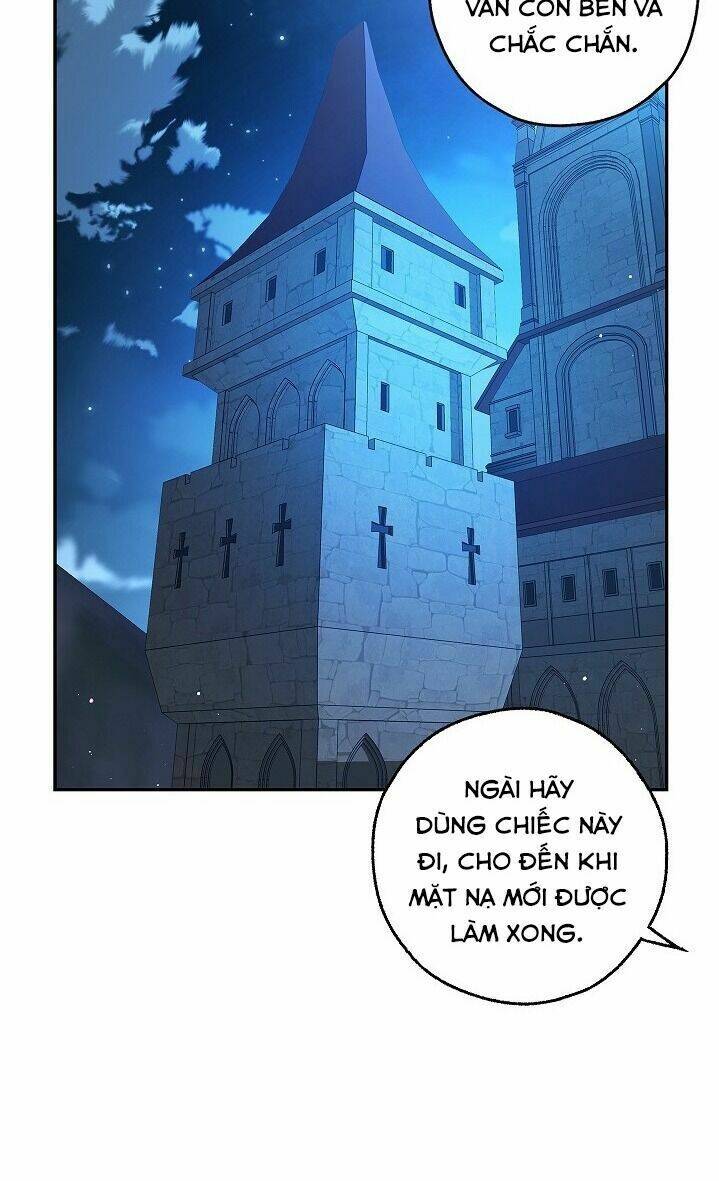 VẪN CÒN BỀN VÀ
CHẮC CHẮN.
NGÀI HÃY
DÙNG CHIẾC NÀY
ĐI, CHO ĐẾN KHI
MẶT NẠ MỚI ĐƯỢC
LÀM XONG.